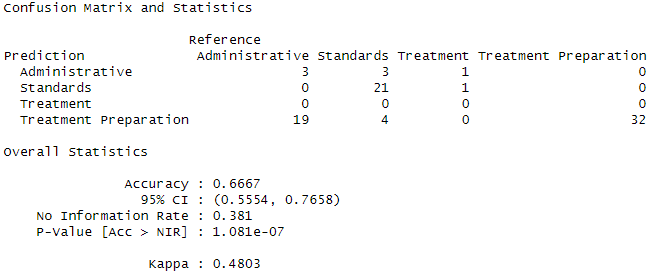 Confusion Matrix and Statistics
Reference
Prediction Administrative Standards Treatment Treatment Preparation
Administrative 3 3 1 0
Standards 0 21 1 0
Treatment 0 0 0 0
Treatment Preparation 19 4 0 32
Overall Statistics
Accuracy : 0.6667
95% CI : (0.5554, 0.7658)
No Information Rate : 0.381
P-Value [Acc > NIR] : 1.081e-07
Kappa : 0.4803